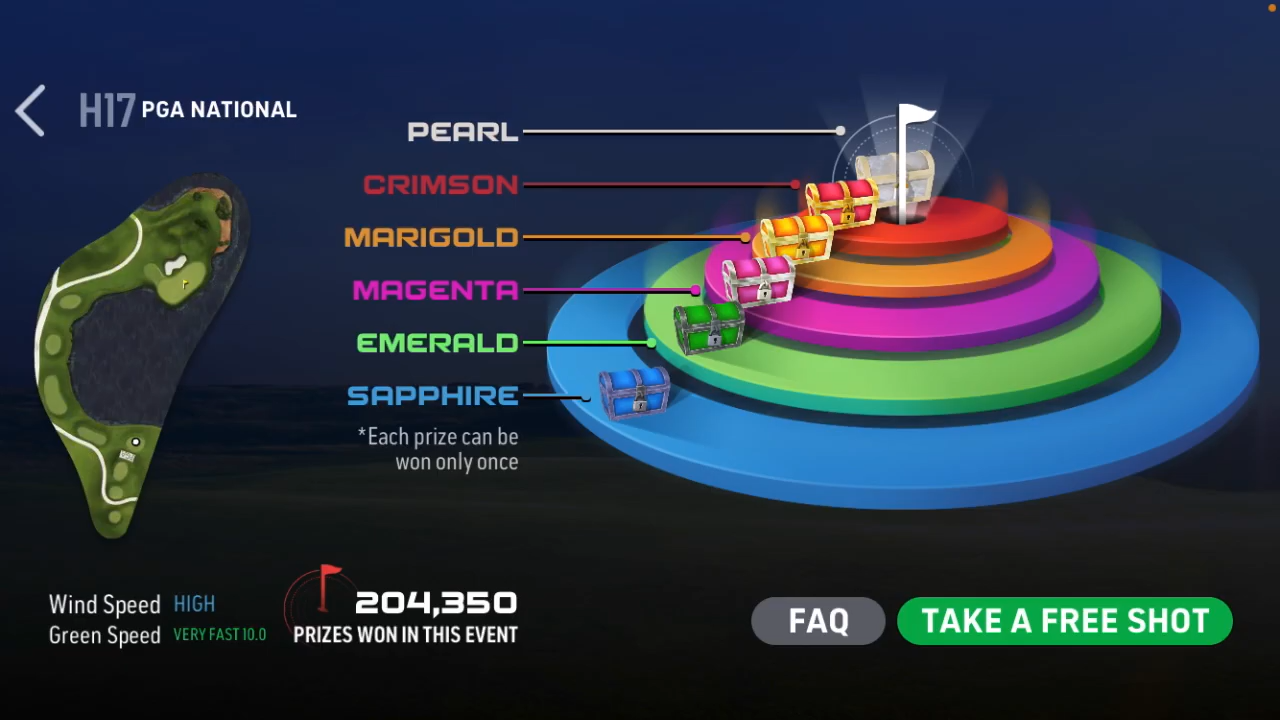 H17 PGA NATIONAL
PEARL
CRIMSON
MARIGOLD
MAGENTA
EMERALD
SAPPHIRE
*Each prize can be
won only once
Wind Speed HIGH
Green Speed VERY FAST 10.0
204,350
PRIZES WON IN THIS EVENT
FAQ
TAKE A FREE SHOT